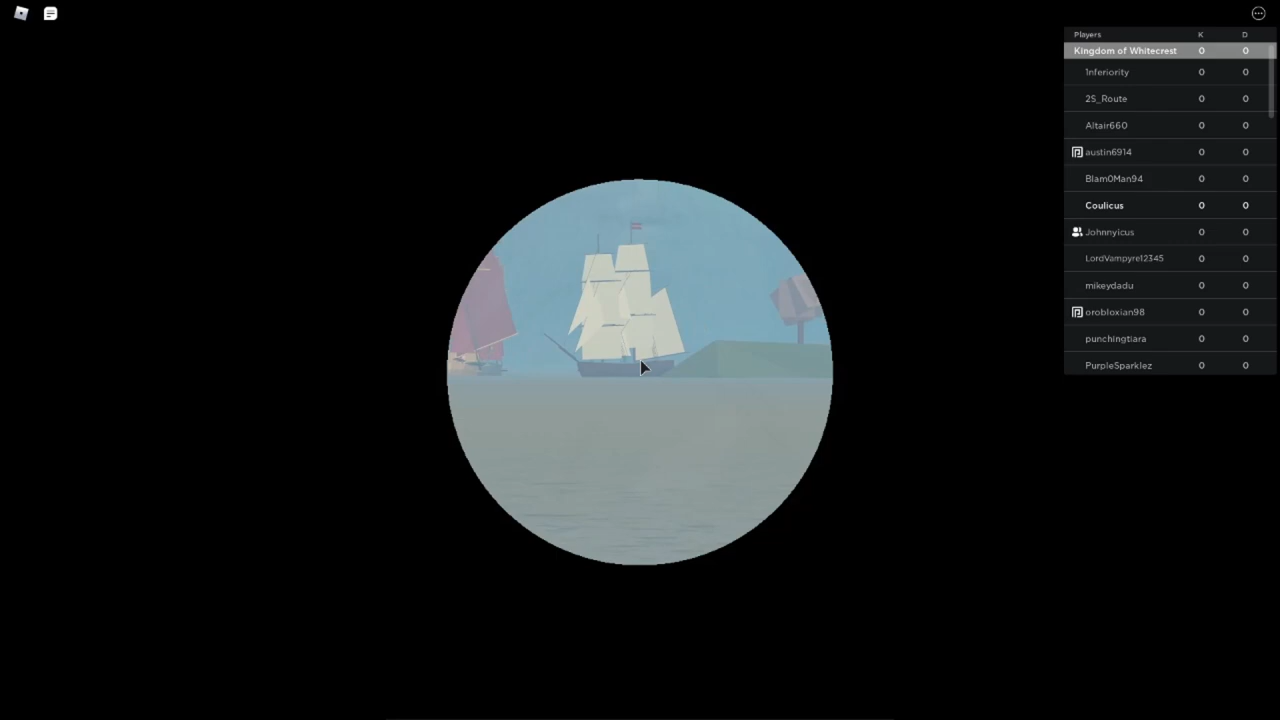 Players K D
Kingdom of Whitecrest 0 0
1nferiority 0 0
2S_Route 0 0
Altair660 0 0
austin6914 0 0
Blam0Man94 0 0
Coulicus 0 0
Johnnyicus 0 0
LordVampyre12345 0 0
mikeydadu 0 0
orobloxian98 0 0
punchingtiara 0 0
PurpleSparklez 0 0